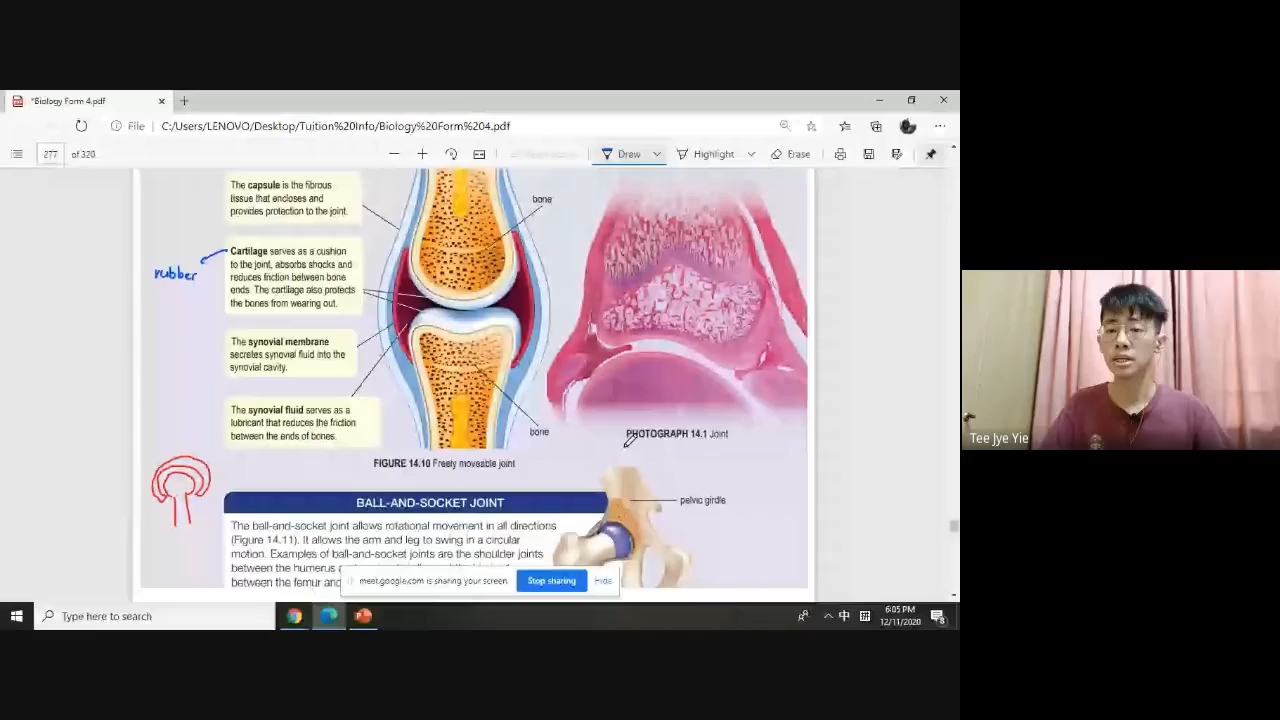 *Biology Form 4.pdf
File
C:/Users/LENOVO/Desktop/Tuition%20Info/Biology%20Form%204.pdf
277 of 320
Draw
Highlight
Erase
The capsule is the fibrous
tissue that encloses and
provides protection to the joint.
bone
rubber
Cartilage serves as a cushion
to the joint, absorbs shocks and
reduces friction between bone
ends. The cartilage also protects
the bones from wearing out.
The synovial membrane
secretes synovial fluid into the
synovial cavity.
The synovial fluid serves as a
lubricant that reduces the friction
between the ends of bones.
bone
PHOTOGRAPH 14.1 Joint
FIGURE 14.10 Freely moveable joint
BALL-AND-SOCKET JOINT
pelvic girdle
The ball-and-socket joint allows rotational movement in all directions
(Figure 14.11). It allows the arm and leg to swing in a circular
motion. Examples of ball-and-socket joints are the shoulder joints
between the humerus
between the femur and
meet.google.com is sharing your screen.
Stop sharing
Hide
Type here to search
中
6:05 PM
12/11/2020
Tee Jye Yie